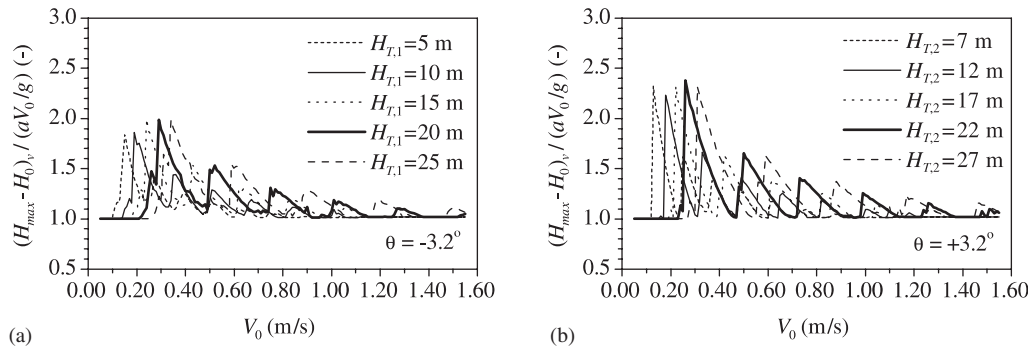 3.0
2.5
2.0
1.5
1.0
0.5
(H_max-H_0)_v / (aV_0/g) (-)
H_T,1=5 m
H_T,1=10 m
H_T,1=15 m
H_T,1=20 m
H_T,1=25 m
θ = -3.2°
0.00 0.20 0.40 0.60 0.80 1.00 1.20 1.40 1.60
V_0 (m/s)
(a)
3.0
2.5
2.0
1.5
1.0
0.5
(H_max-H_0)_v / (aV_0/g) (-)
H_T,2=7 m
H_T,2=12 m
H_T,2=17 m
H_T,2=22 m
H_T,2=27 m
θ = +3.2°
0.00 0.20 0.40 0.60 0.80 1.00 1.20 1.40 1.60
V_0 (m/s)
(b)